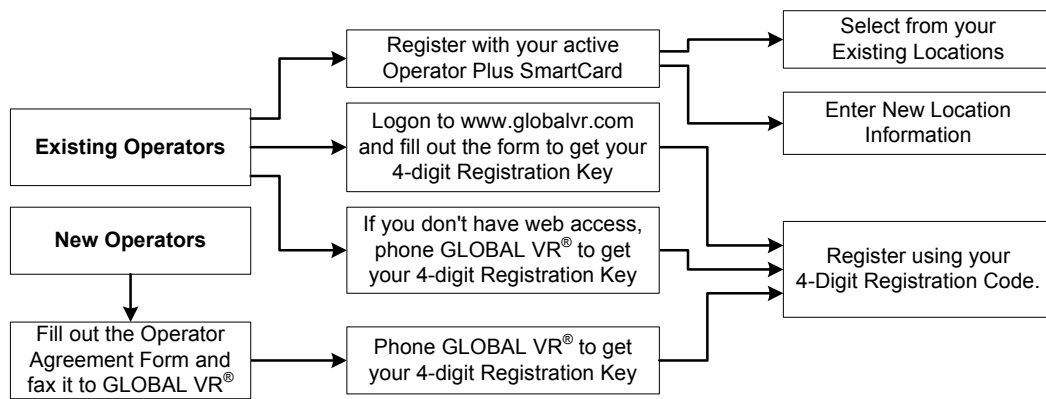 Register with your active
Operator Plus SmartCard
Select from your
Existing Locations
Enter New Location
Information
Existing Operators
Logon to www.globalvr.com
and fill out the form to get your
4-digit Registration Key
New Operators
If you don't have web access,
phone GLOBAL VR® to get
your 4-digit Registration Key
Register using your
4-Digit Registration Code.
Fill out the Operator
Agreement Form and
fax it to GLOBAL VR®
Phone GLOBAL VR® to get
your 4-digit Registration Key